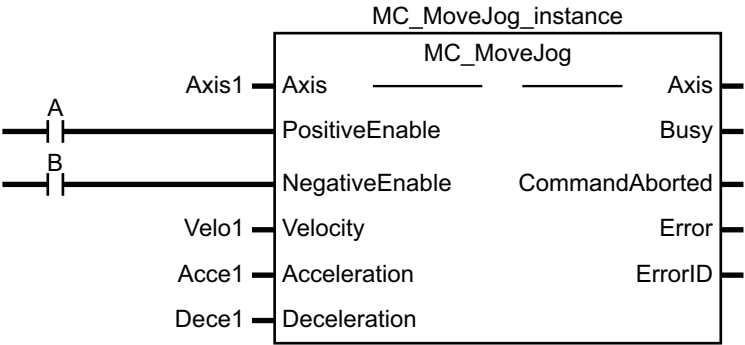 MC_MoveJog_instance
MC_MoveJog
Axis1 Axis Axis
A
PositiveEnable Busy
B
NegativeEnable CommandAborted
Velo1 Velocity Error
Acce1 Acceleration ErrorID
Dece1 Deceleration